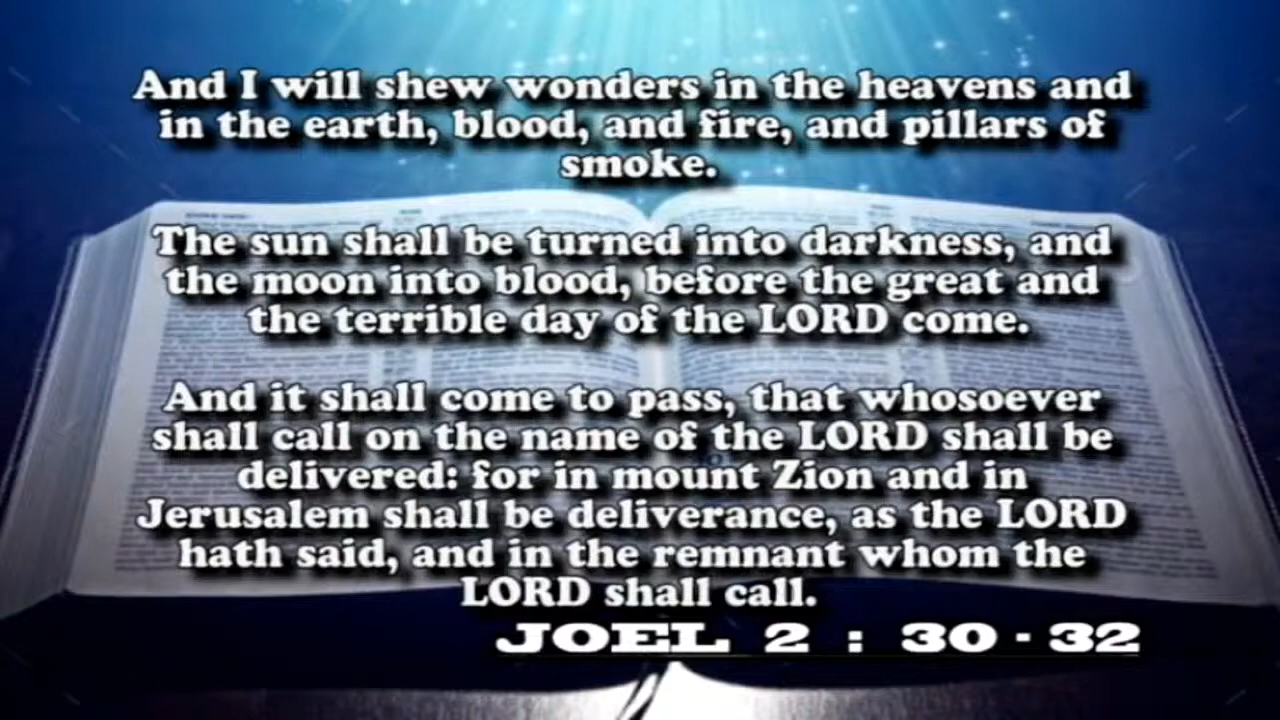 And I will shew wonders in the heavens and
in the earth, blood, and fire, and pillars of
smoke.
The sun shall be turned into darkness, and
the moon into blood, before the great and
the terrible day of the LORD come.
And it shall come to pass, that whosoever
shall call on the name of the LORD shall be
delivered: for in mount Zion and in
Jerusalem shall be deliverance, as the LORD
hath said, and in the remnant whom the
LORD shall call.
JOEL 2 : 30 - 32